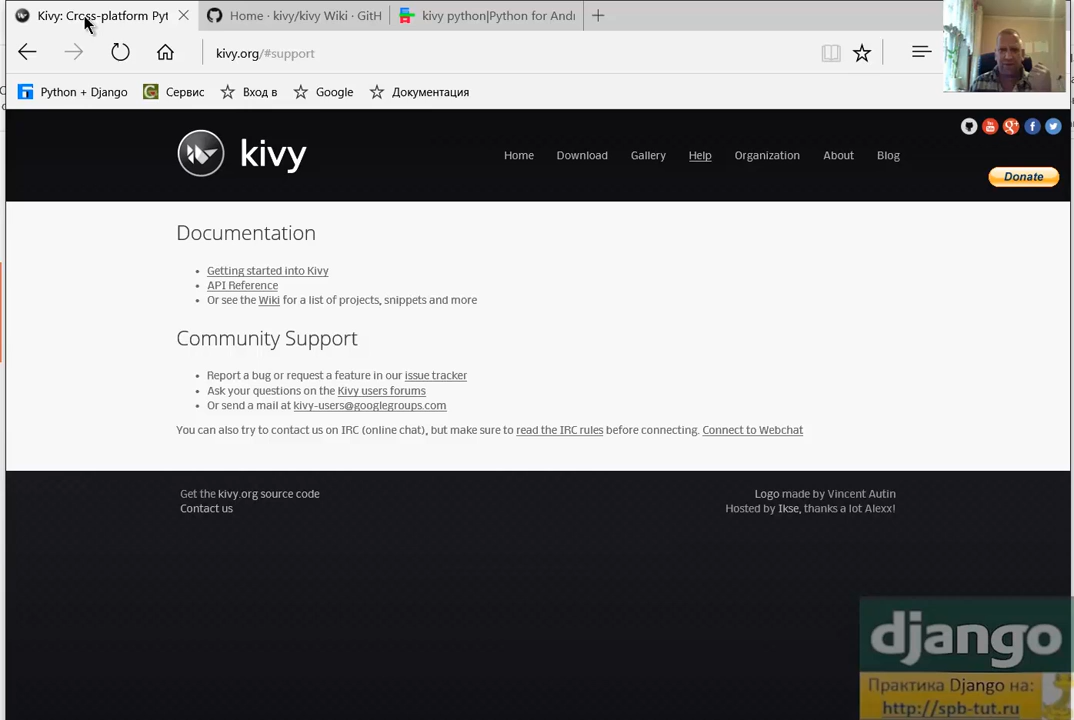 Kivy: Cross-platform Pyt
Home · kivy/kivy Wiki · GitH
kivy python|Python for Andr
kivy.org/#support
Python + Django
Сервис
Вход в
Google
Документация
kivy
Home
Download
Gallery
Help
Organization
About
Blog
Donate
Documentation
Getting started into Kivy
API Reference
Or see the Wiki for a list of projects, snippets and more
Community Support
Report a bug or request a feature in our issue tracker
Ask your questions on the Kivy users forums
Or send a mail at kivy-users@googlegroups.com
You can also try to contact us on IRC (online chat), but make sure to read the IRC rules before connecting. Connect to Webchat
Get the kivy.org source code
Contact us
Logo made by Vincent Autin
Hosted by Ikse, thanks a lot Alexx!
django
Практика Django на:
http://spb-tut.ru